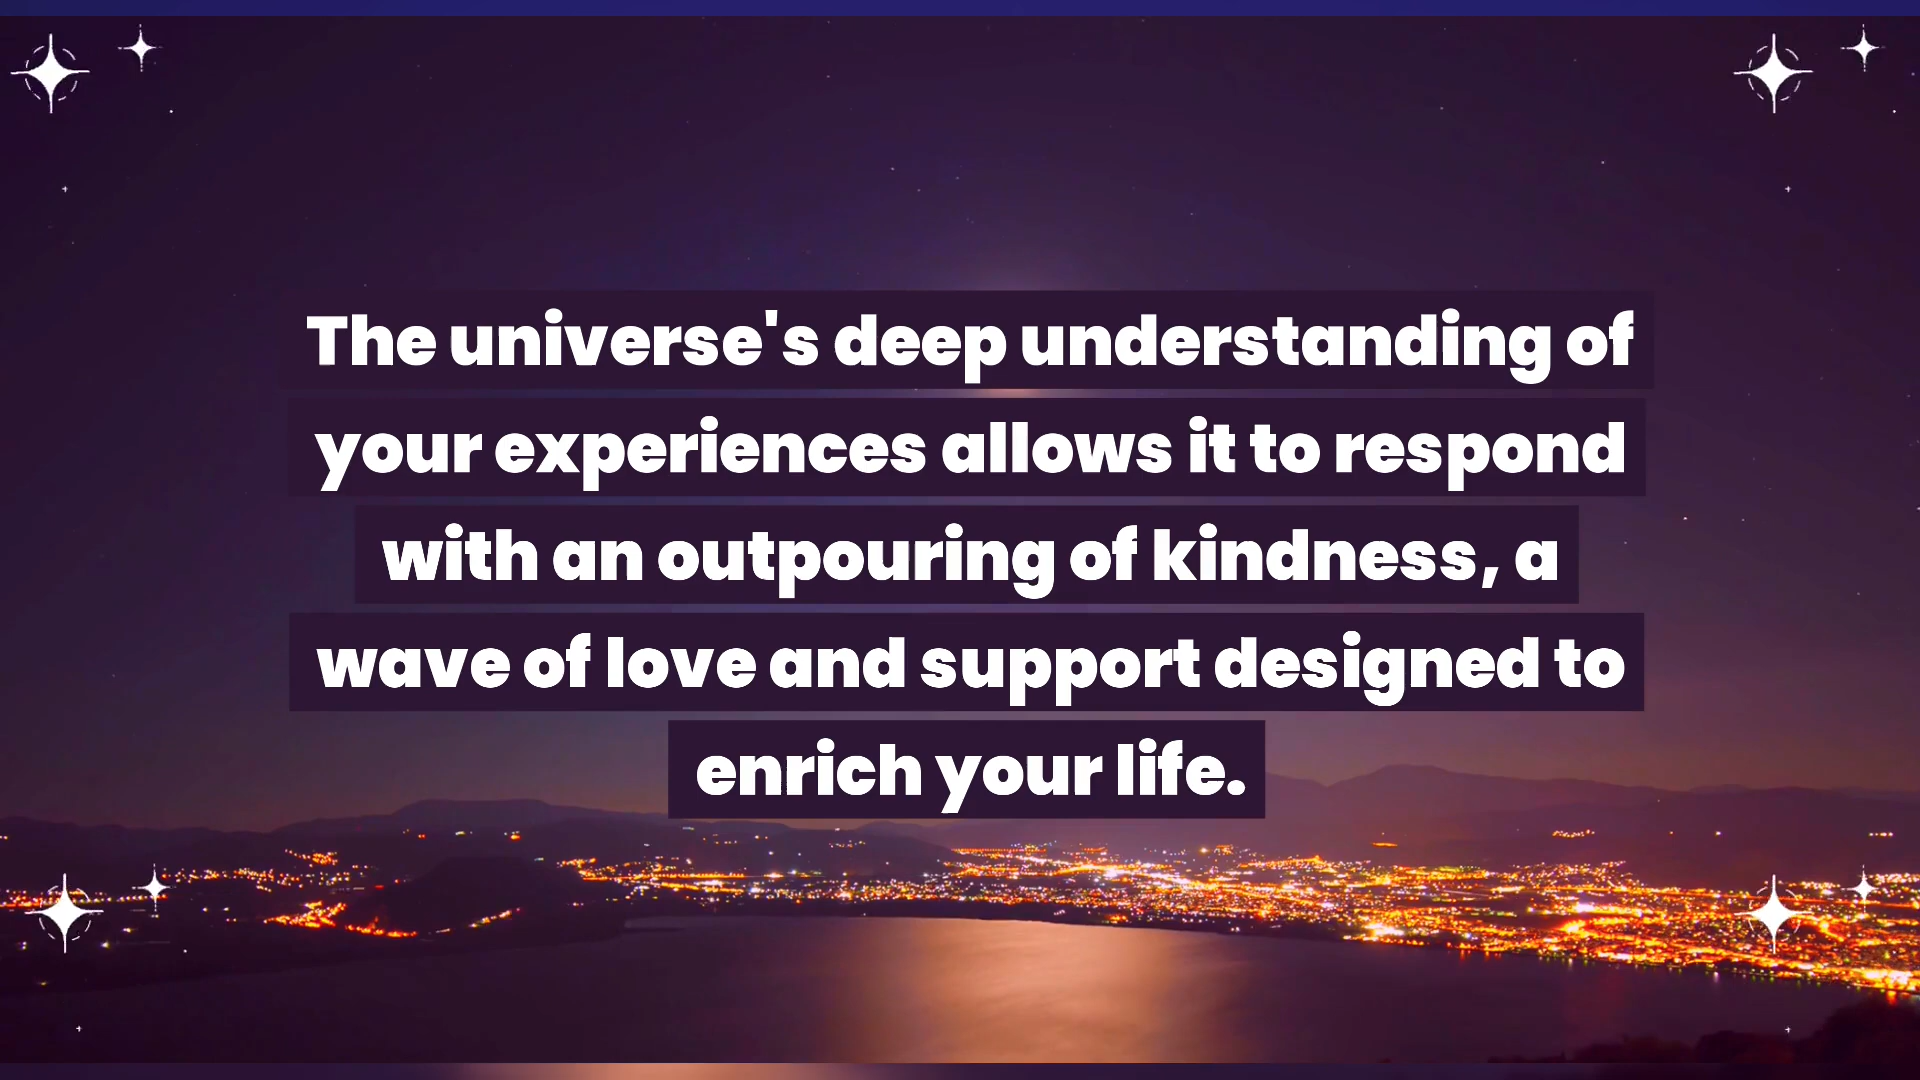 The universe's deep understanding of
your experiences allows it to respond
with an outpouring of kindness, a
wave of love and support designed to
enrich your life.